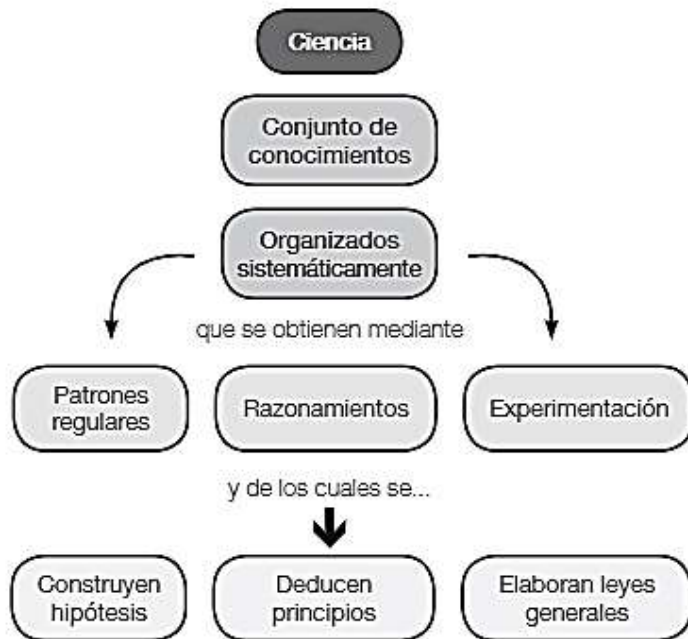 Ciencia
Conjunto de
conocimientos
Organizados
sistemáticamente
que se obtienen mediante
Patrones
regulares
Razonamientos
Experimentación
y de los cuales se...
Construyen
hipótesis
Deducen
principios
Elaboran leyes
generales